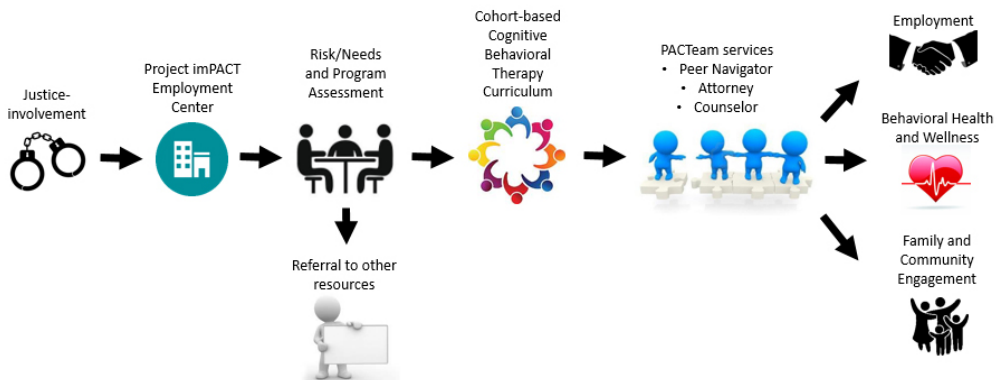 Justice-
involvement
Project imPACT
Employment
Center
Risk/Needs
and Program
Assessment
Referral to other
resources
Cohort-based
Cognitive
Behavioral
Therapy
Curriculum
PACTeam services
• Peer Navigator
• Attorney
• Counselor
Employment
Behavioral Health
and Wellness
Family and
Community
Engagement